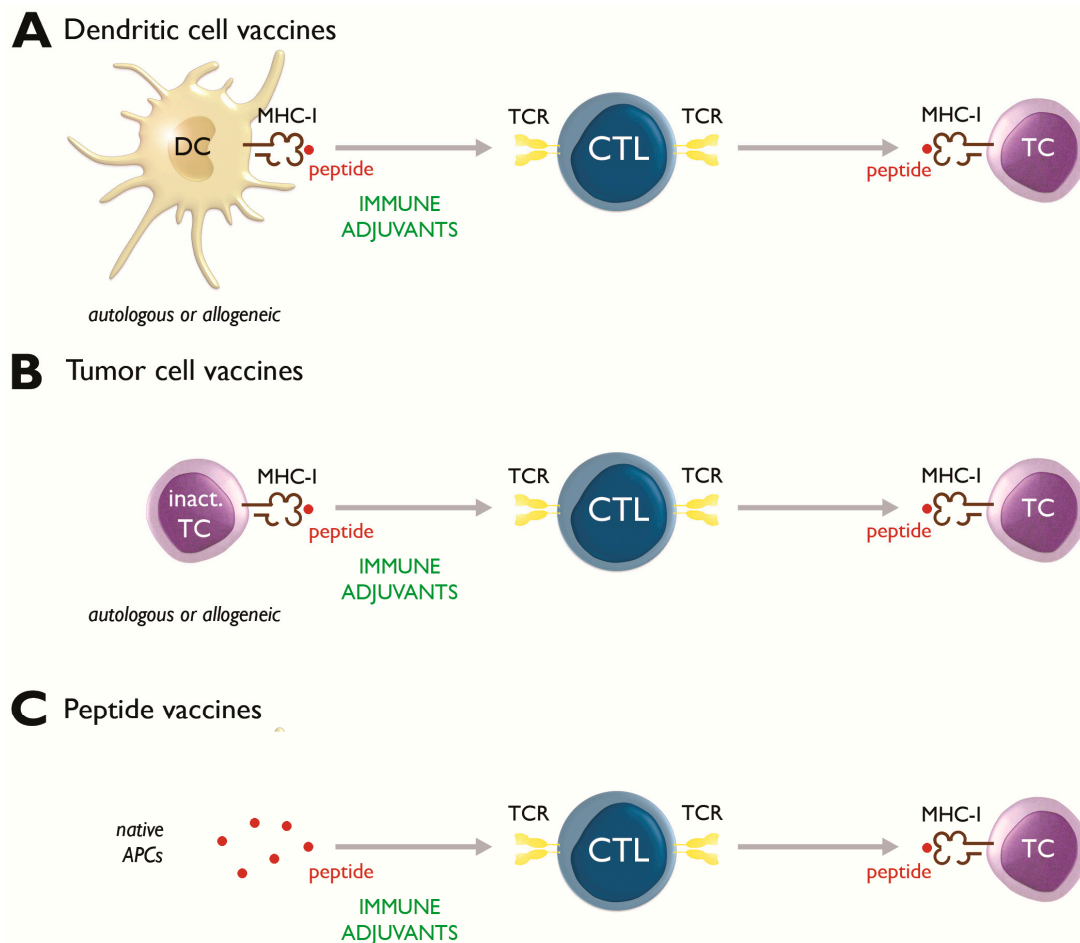 A Dendritic cell vaccines
MHC-I
TCR
TCR
MHC-I
DC
CTL
TC
peptide
peptide
IMMUNE
ADJUVANTS
autologous or allogeneic
B Tumor cell vaccines
MHC-I
TCR
TCR
MHC-I
inact.
TC
CTL
TC
peptide
peptide
IMMUNE
ADJUVANTS
autologous or allogeneic
C Peptide vaccines
TCR
TCR
MHC-I
native
APCs
CTL
TC
peptide
peptide
IMMUNE
ADJUVANTS